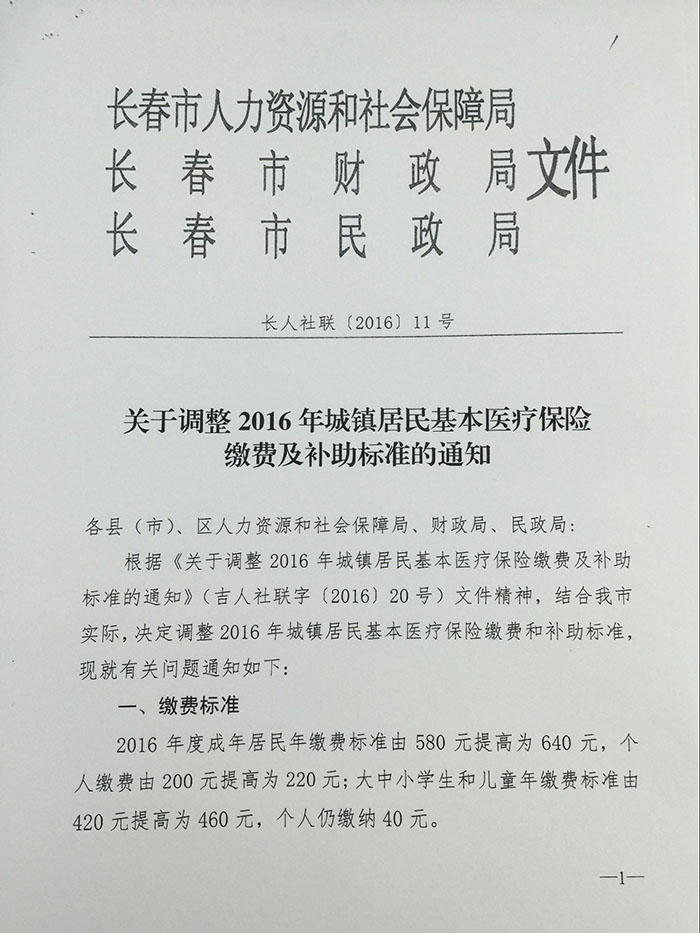 长春市人力资源和社会保障局
长春市财政局文件
长春市民政局
长人社联〔2016〕11号
关于调整2016年城镇居民基本医疗保险
缴费及补助标准的通知
各县（市）、区人力资源和社会保障局、财政局、民政局：
根据《关于调整2016年城镇居民基本医疗保险缴费及补助
标准的通知》（吉人社联字〔2016〕20号）文件精神，结合我市
实际，决定调整2016年城镇居民基本医疗保险缴费和补助标准，
现就有关问题通知如下：
一、缴费标准
2016年度成年居民年缴费标准由580元提高为640元，个
人缴费由200元提高为220元；大中小学生和儿童年缴费标准由
420元提高为460元，个人仍缴纳40元。
—1—